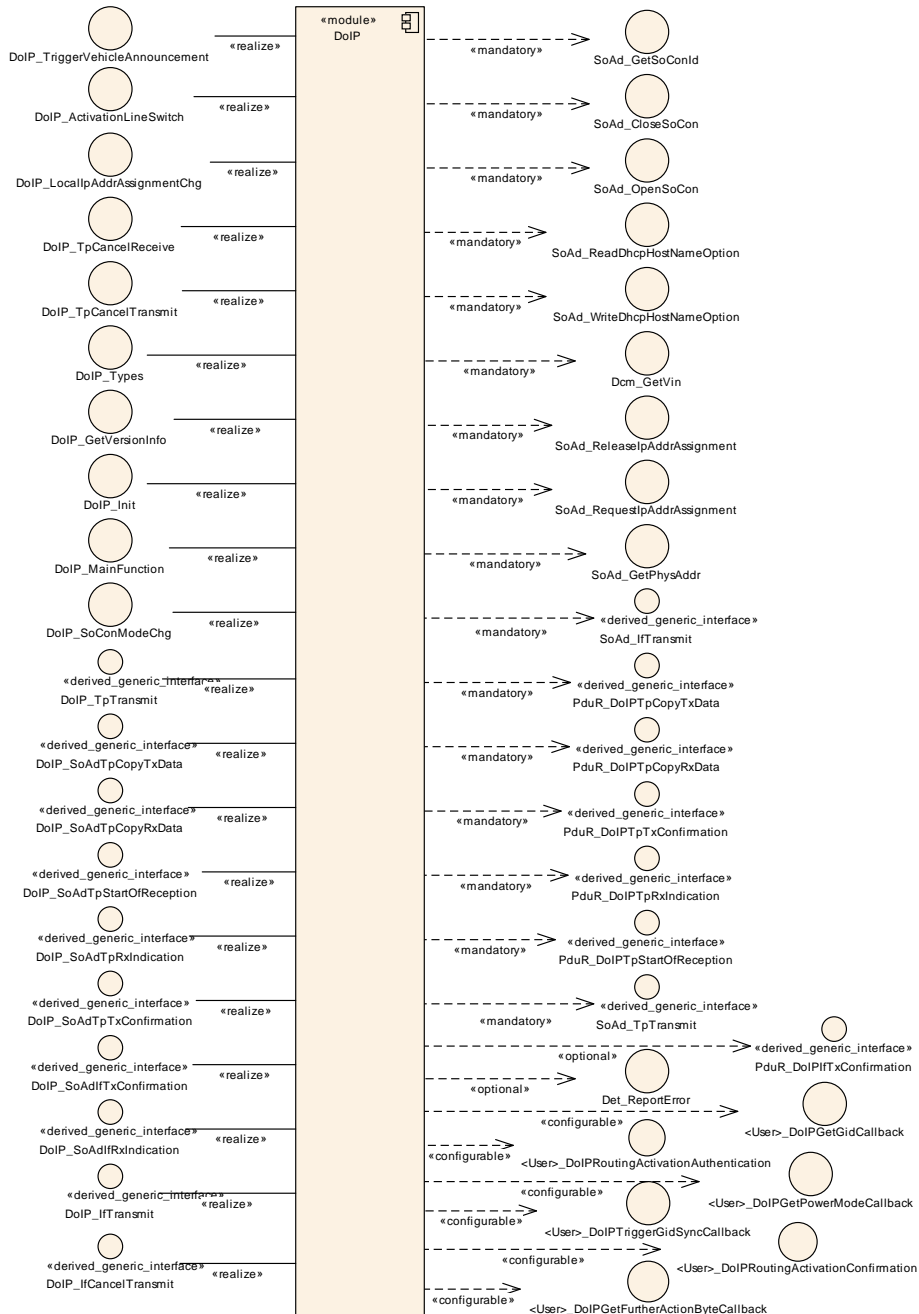 «module»
DoIP
DoIP_TriggerVehicleAnnouncement
«realize»
«mandatory»
SoAd_GetSoConId
DoIP_ActivationLineSwitch
«realize»
«mandatory»
SoAd_CloseSoCon
DoIP_LocalIpAddrAssignmentChg
«realize»
«mandatory»
SoAd_OpenSoCon
DoIP_TpCancelReceive
«realize»
«mandatory»
SoAd_ReadDhcpHostNameOption
DoIP_TpCancelTransmit
«realize»
«mandatory»
SoAd_WriteDhcpHostNameOption
DoIP_Types
«realize»
«mandatory»
Dcm_GetVin
DoIP_GetVersionInfo
«realize»
«mandatory»
SoAd_ReleaseIpAddrAssignment
DoIP_Init
«realize»
«mandatory»
SoAd_RequestIpAddrAssignment
DoIP_MainFunction
«realize»
«mandatory»
SoAd_GetPhysAddr
DoIP_SoConModeChg
«realize»
«mandatory»
«derived_generic_interface»
SoAd_IfTransmit
«derived_generic_interface»
DoIP_TpTransmit
«realize»
«mandatory»
«derived_generic_interface»
PduR_DoIPTpCopyTxData
«derived_generic_interface»
DoIP_SoAdTpCopyTxData
«realize»
«mandatory»
«derived_generic_interface»
PduR_DoIPTpCopyRxData
«derived_generic_interface»
DoIP_SoAdTpCopyRxData
«realize»
«mandatory»
«derived_generic_interface»
PduR_DoIPTpTxConfirmation
«derived_generic_interface»
DoIP_SoAdTpStartOfReception
«realize»
«mandatory»
«derived_generic_interface»
PduR_DoIPTpRxIndication
«derived_generic_interface»
DoIP_SoAdTpRxIndication
«realize»
«mandatory»
«derived_generic_interface»
PduR_DoIPTpStartOfReception
«derived_generic_interface»
DoIP_SoAdTpTxConfirmation
«realize»
«mandatory»
«derived_generic_interface»
SoAd_TpTransmit
«derived_generic_interface»
DoIP_SoAdIfTxConfirmation
«realize»
«optional»
«derived_generic_interface»
PduR_DoIPIfTxConfirmation
«optional»
Det_ReportError
«configurable»
<User>_DoIPGetGidCallback
«derived_generic_interface»
DoIP_SoAdIfRxIndication
«realize»
«configurable»
<User>_DoIPRoutingActivationAuthentication
«configurable»
<User>_DoIPGetPowerModeCallback
«derived_generic_interface»
DoIP_IfTransmit
«realize»
«configurable»
<User>_DoIPTriggerGidSyncCallback
«configurable»
<User>_DoIPRoutingActivationConfirmation
«derived_generic_interface»
DoIP_IfCancelTransmit
«realize»
«configurable»
<User>_DoIPGetFurtherActionByteCallback